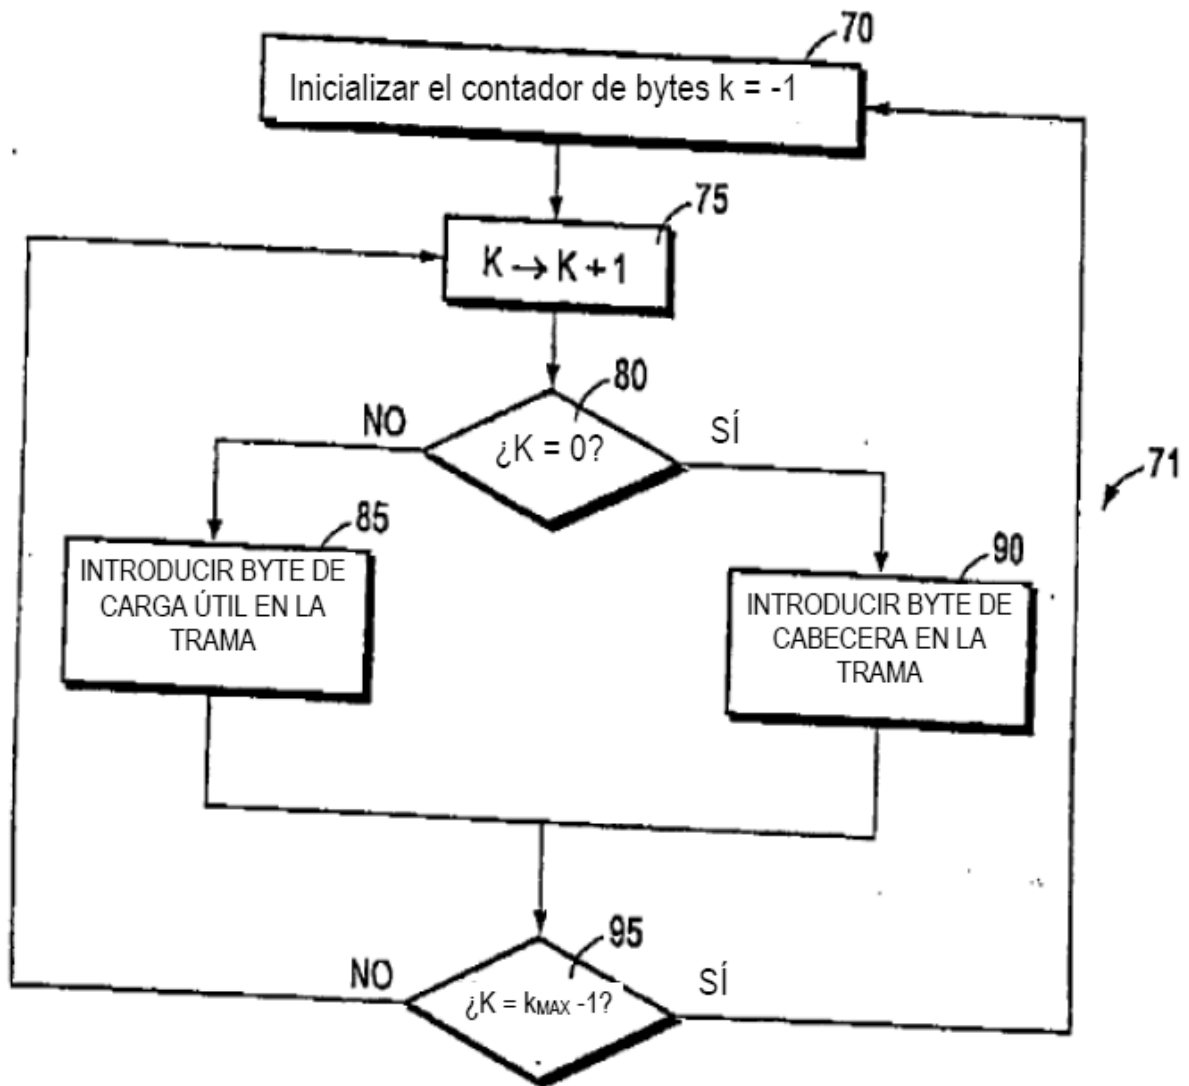 70
Inicializar el contador de bytes k = -1
75
K → K + 1
80
NO
¿K = 0?
SÍ
71
85
INTRODUCIR BYTE DE
CARGA ÚTIL EN LA
TRAMA
90
INTRODUCIR BYTE DE
CABECERA EN LA
TRAMA
95
NO
¿K = kMAX -1?
SÍ